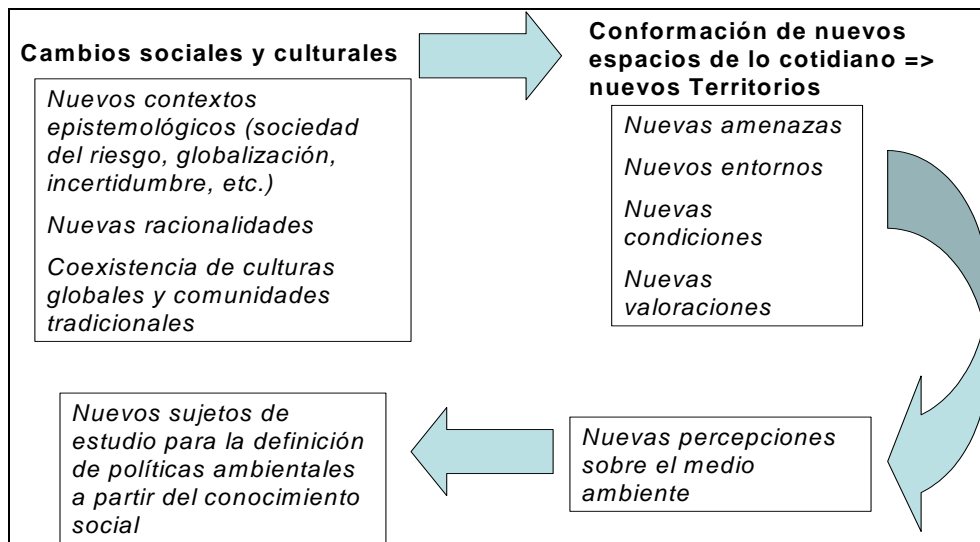 Cambios sociales y culturales
Nuevos contextos
epistemológicos (sociedad
del riesgo, globalización,
incertidumbre, etc.)
Nuevas racionalidades
Coexistencia de culturas
globales y comunidades
tradicionales
Conformación de nuevos
espacios de lo cotidiano =>
nuevos Territorios
Nuevas amenazas
Nuevos entornos
Nuevas
condiciones
Nuevas
valoraciones
Nuevas percepciones
sobre el medio
ambiente
Nuevos sujetos de
estudio para la definición
de políticas ambientales
a partir del conocimiento
social